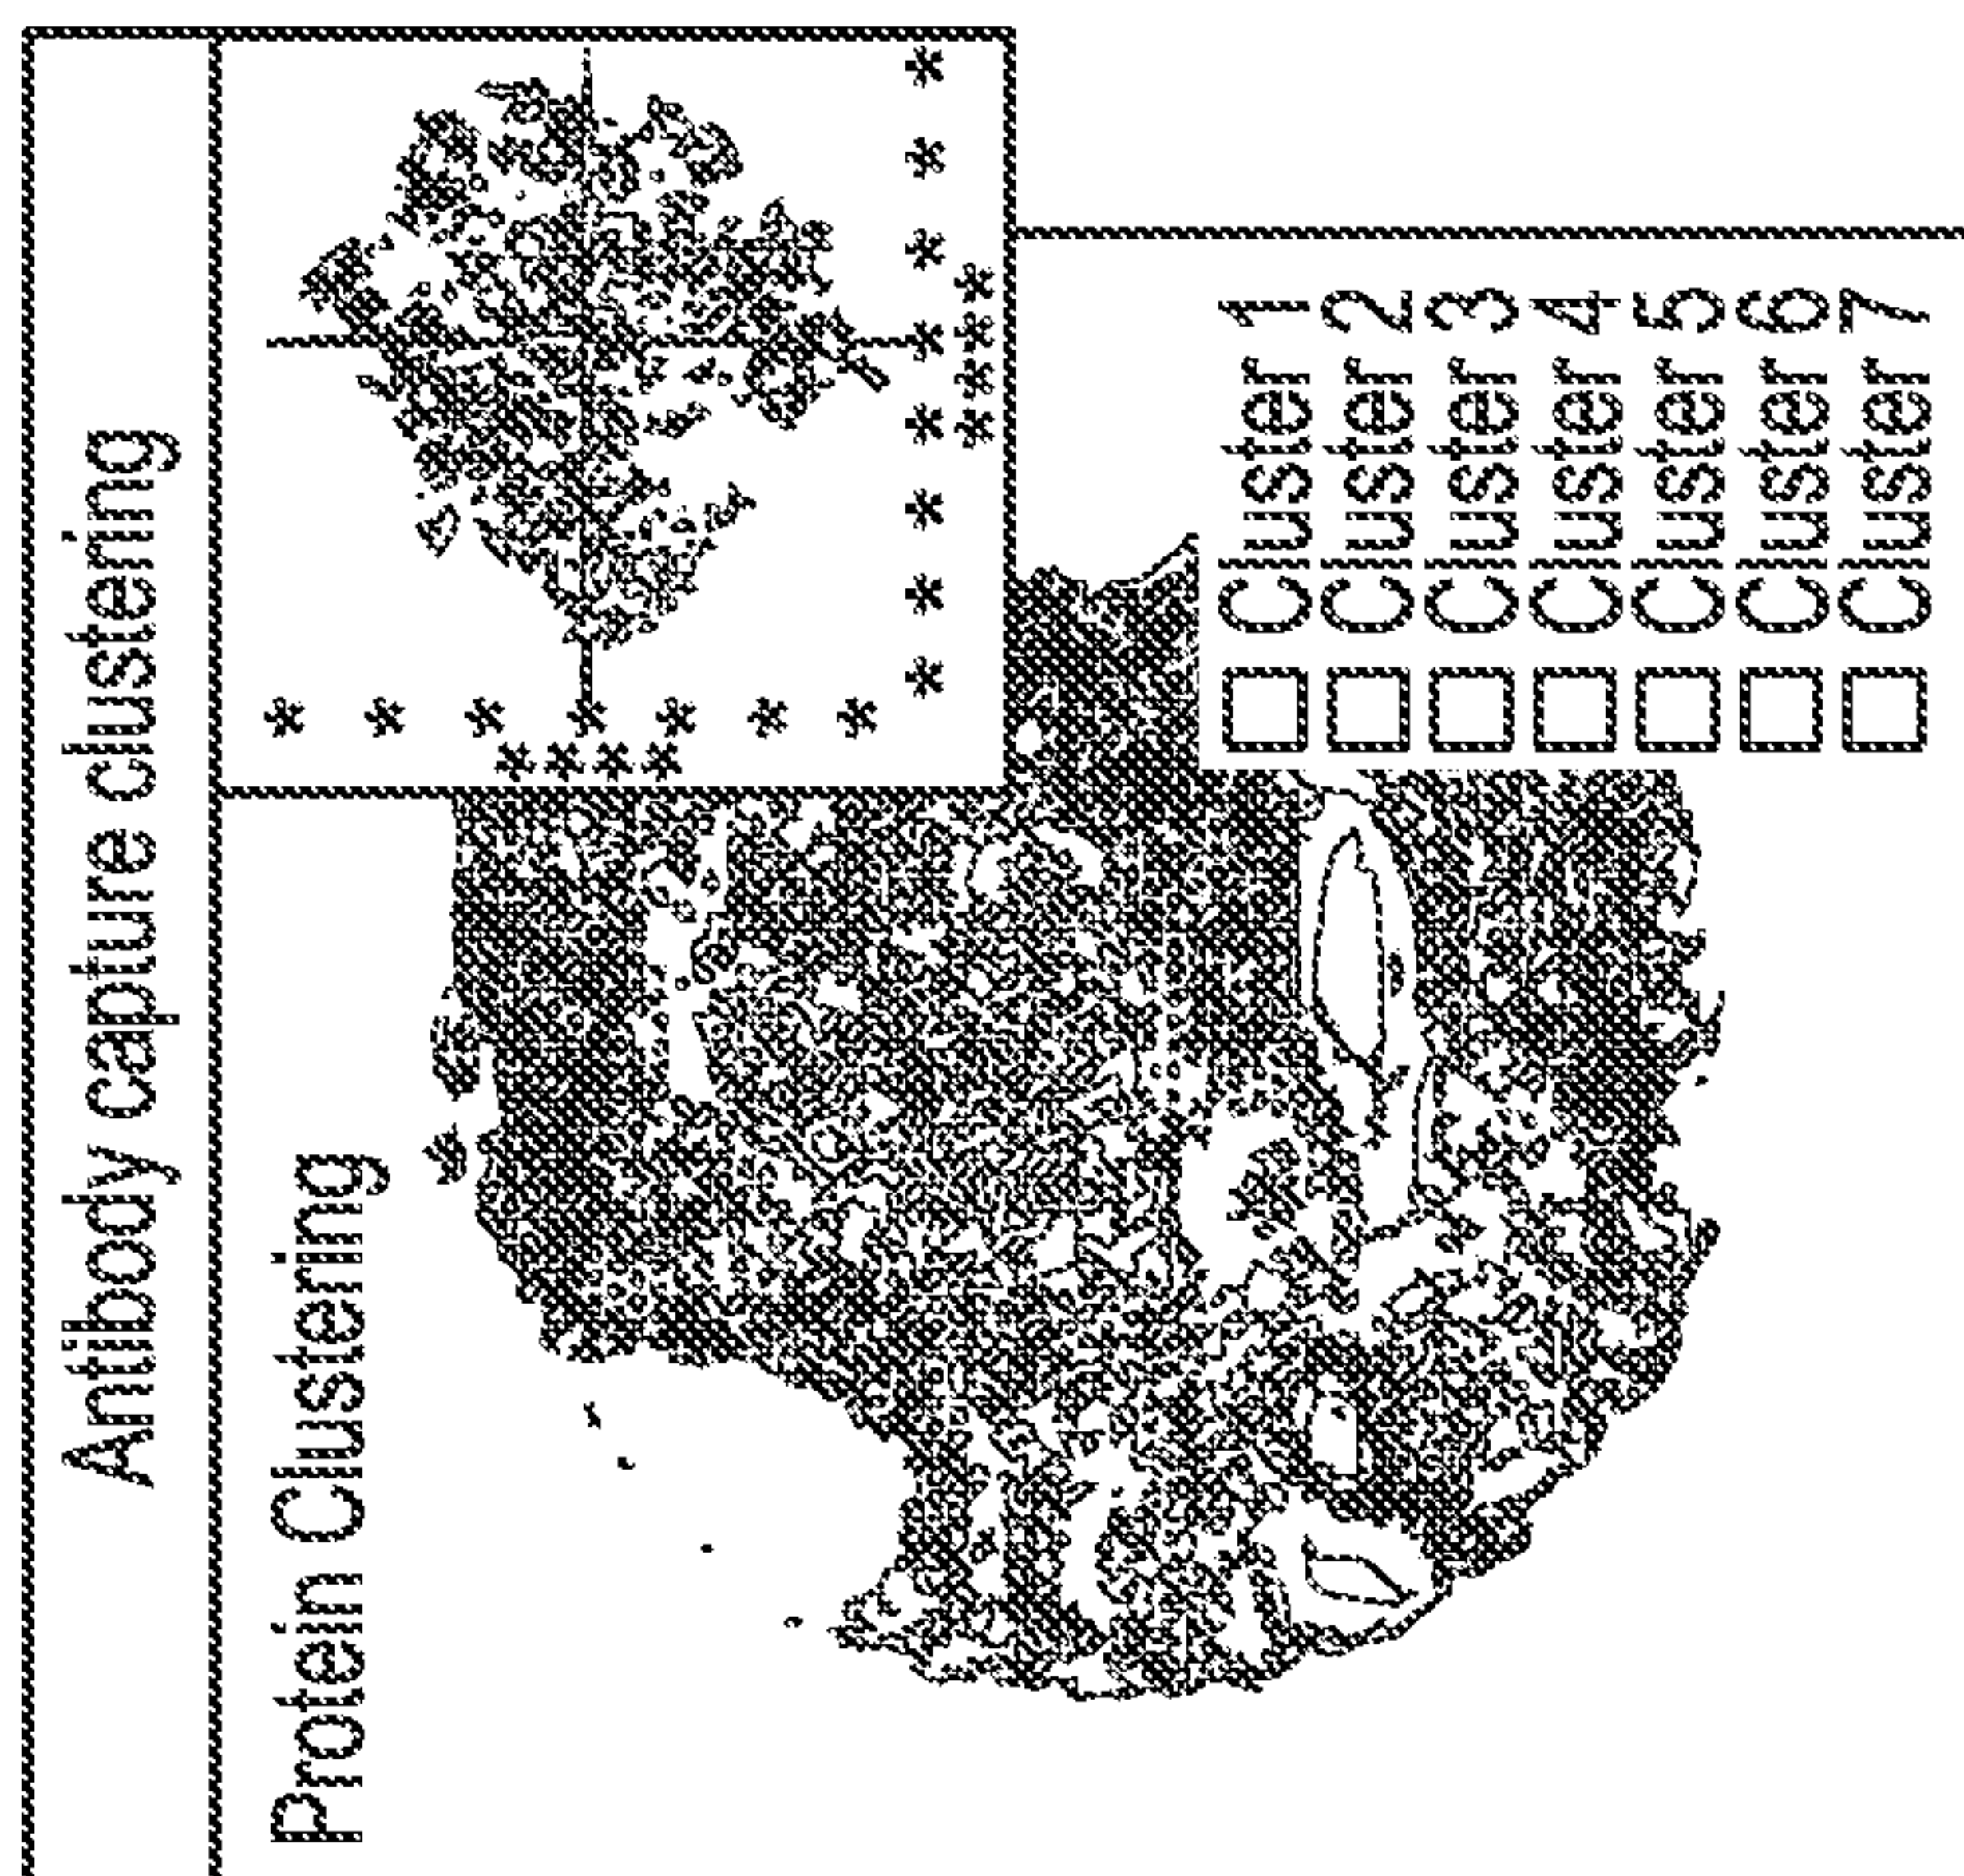 Antibody capture clustering
Protein Clustering
* * * * * * *
* * * *
* * * * * * * *
* * * *
Cluster 1
Cluster 2
Cluster 3
Cluster 4
Cluster 5
Cluster 6
Cluster 7